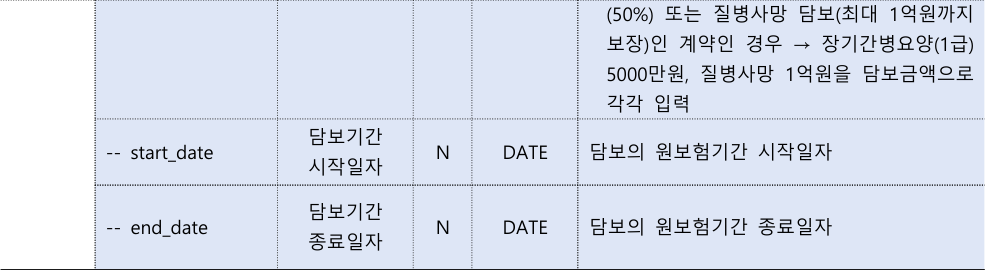 (50%) 또는 질병사망 담보(최대 1억원까지
보장)인 계약인 경우 → 장기간병요양(1급)
5000만원, 질병사망 1억원을 담보금액으로
각각 입력
-- start_date 담보기간 시작일자 N DATE 담보의 원보험기간 시작일자
-- end_date 담보기간 종료일자 N DATE 담보의 원보험기간 종료일자